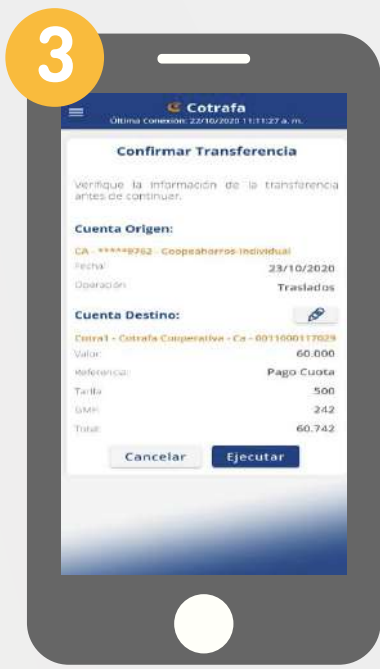 3
Cotrafa
Última Conexión: 22/10/2020 11:11:27 a. m.
Confirmar Transferencia
Verifique la información de la transferencia
antes de continuar.
Cuenta Origen:
CA - *****9762 - Coopeahorros Individual
Fecha: 23/10/2020
Operación: Traslados
Cuenta Destino:
Cotra1 - Cotrafa Cooperativa - Ca - 0011000117029
Valor: 60.000
Referencia: Pago Cuota
Tarifa: 500
GMF: 242
Total: 60.742
Cancelar Ejecutar